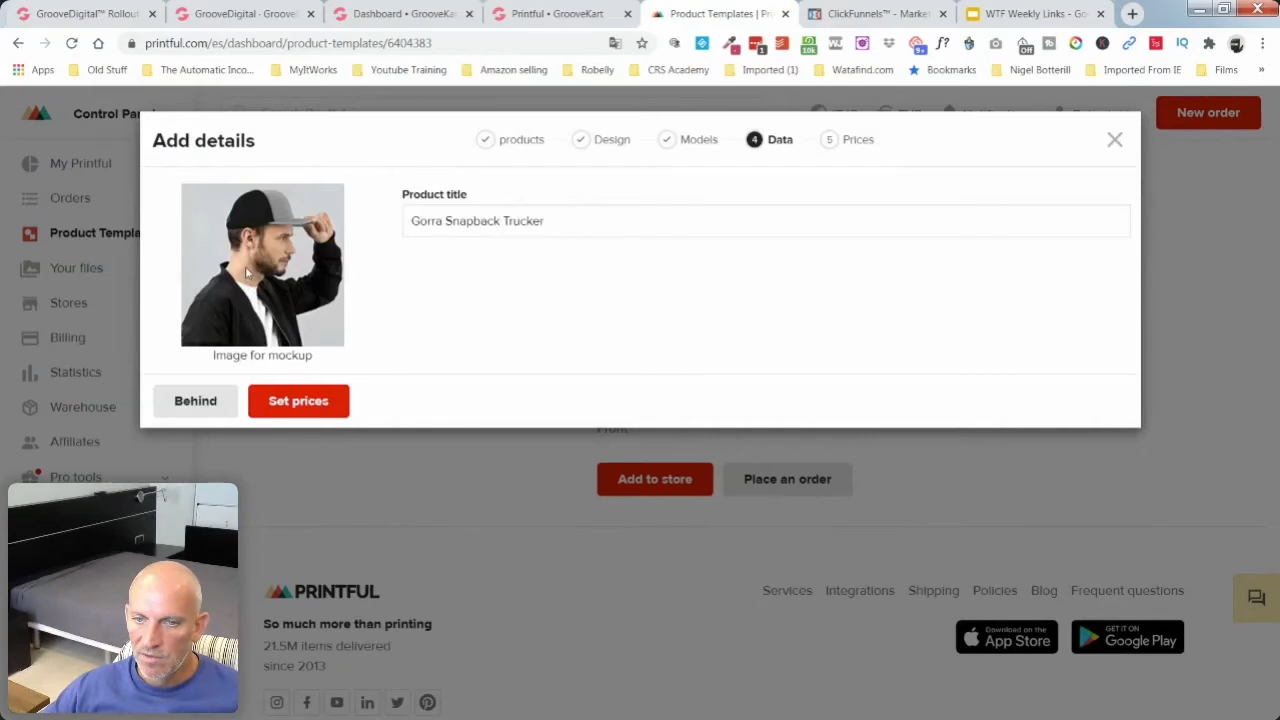 GrooveDigital™ Rollout
GrooveDigital - Groove
Dashboard • GrooveKar
Printful • GrooveKart
Product Templates | Pr
ClickFunnels™ - Market
WTF Weekly Links - Go
printful.com/es/dashboard/product-templates/6404383
Apps
Old Stuff
The Automatic Inco...
MyItWorks
Youtube Training
Amazon selling
Robelly
CRS Academy
Imported (1)
Watafind.com
Bookmarks
Nigel Botterill
Imported From IE
Films
»
Control Pan
New order
Add details
products
Design
Models
4 Data
5 Prices
My Printful
Orders
Product Templa
Your files
Stores
Billing
Statistics
Warehouse
Affiliates
Pro tools
Product title
Gorra Snapback Trucker
Image for mockup
Behind
Set prices
Front
Add to store
Place an order
PRINTFUL
So much more than printing
21.5M items delivered
since 2013
Services
Integrations
Shipping
Policies
Blog
Frequent questions
Download on the
App Store
GET IT ON
Google Play